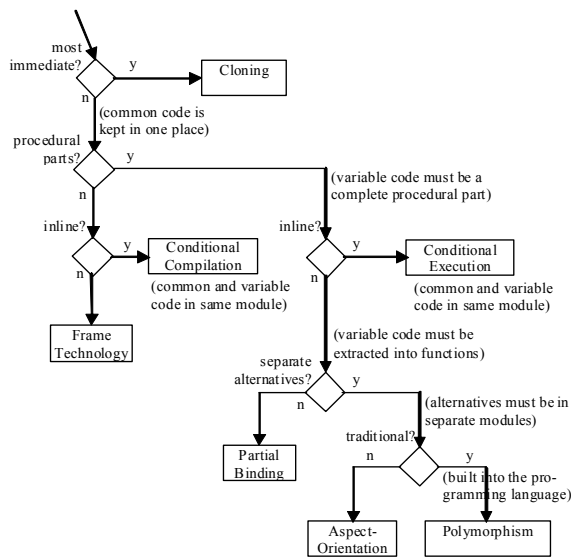 most
immediate?
y
Cloning
n
(common code is
kept in one place)
procedural
parts?
y
n
(variable code must be a
complete procedural part)
inline?
y
Conditional
Compilation
n
(common and variable
code in same module)
inline?
y
Conditional
Execution
n
(common and variable
code in same module)
Frame
Technology
(variable code must be
extracted into functions)
separate
alternatives?
y
n
(alternatives must be in
separate modules)
Partial
Binding
traditional?
n
y
(built into the pro-
gramming language)
Aspect-
Orientation
Polymorphism